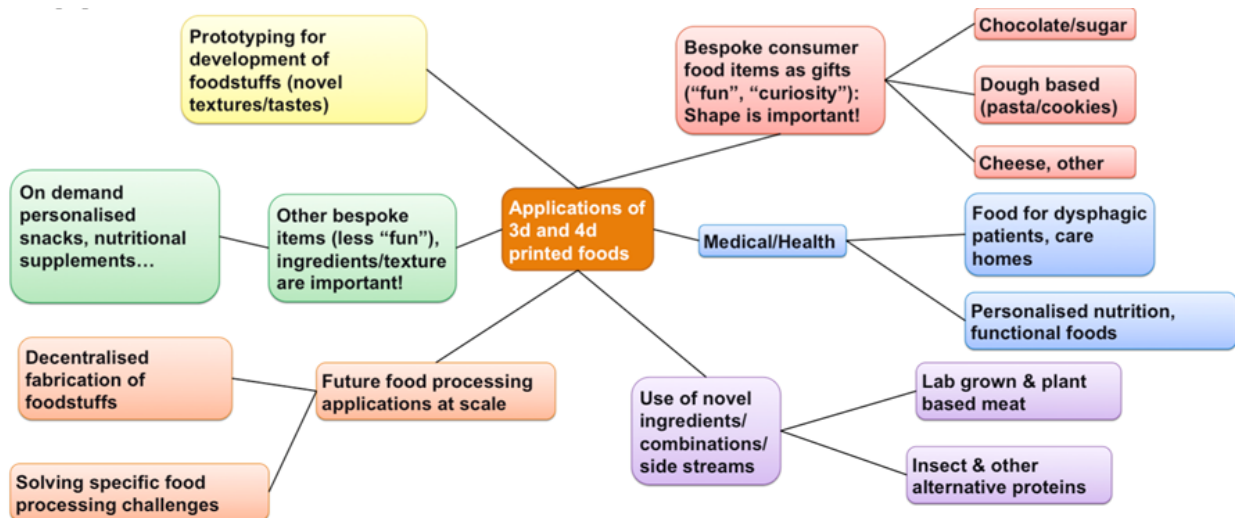 Prototyping for
development of
foodstuffs (novel
textures/tastes)
Bespoke consumer
food items as gifts
(“fun”, “curiosity”):
Shape is important!
Chocolate/sugar
Dough based
(pasta/cookies)
Cheese, other
On demand
personalised
snacks, nutritional
supplements…
Other bespoke
items (less “fun”),
ingredients/texture
are important!
Applications of
3d and 4d
printed foods
Medical/Health
Food for dysphagic
patients, care
homes
Personalised nutrition,
functional foods
Decentralised
fabrication of
foodstuffs
Future food processing
applications at scale
Solving specific food
processing challenges
Use of novel
ingredients/
combinations/
side streams
Lab grown & plant
based meat
Insect & other
alternative proteins